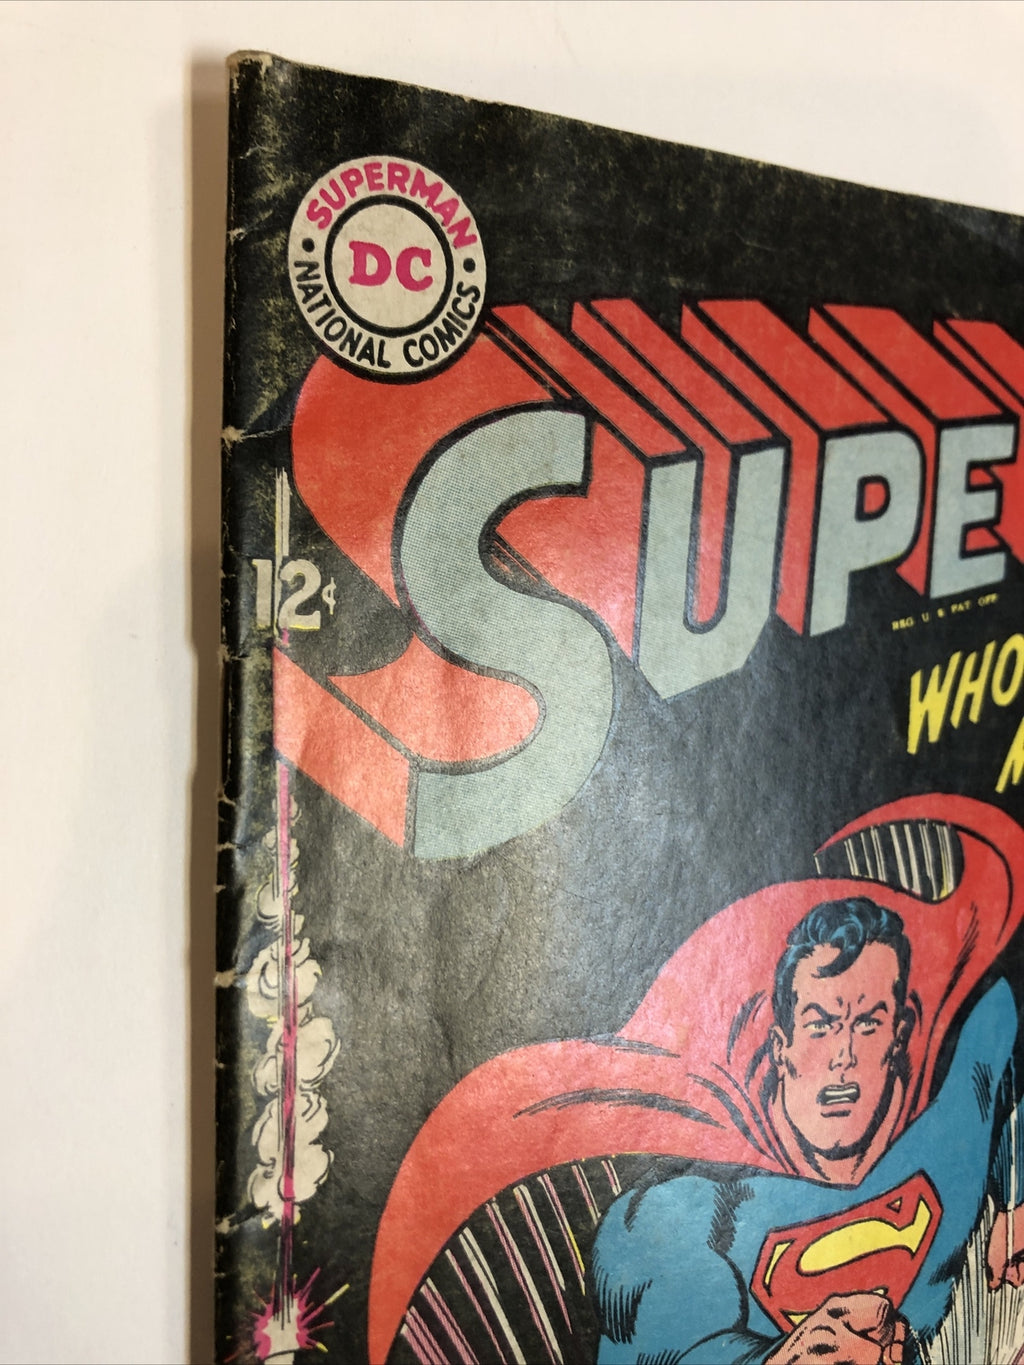 SUPERMAN
DC
NATIONAL COMICS
SUPE
12¢
REG U S PAT OFF
WHO
S